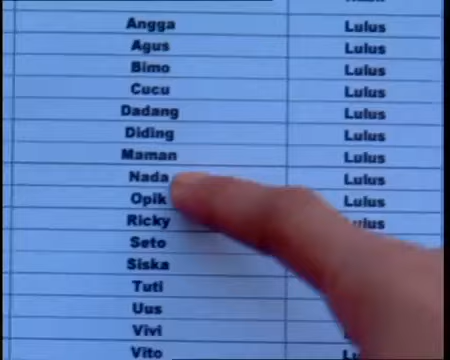 Angga Lulus
Agus Lulus
Bimo Lulus
Cucu Lulus
Dadang Lulus
Diding Lulus
Maman Lulus
Nada Lulus
Opik Lulus
Ricky
Seto
Siska
Tuti
Uus
Vivi
Vito